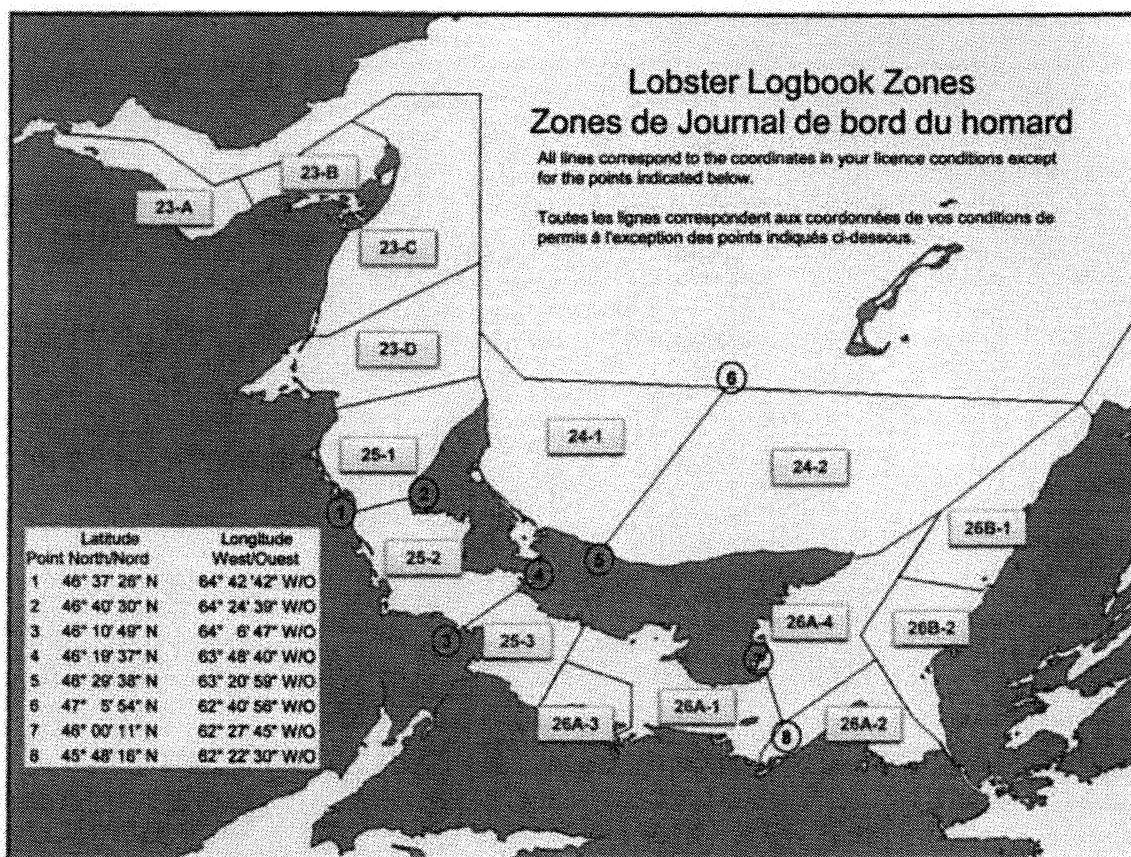 Lobster Logbook Zones
Zones de Journal de bord du homard
All lines correspond to the coordinates in your licence conditions except
for the points indicated below.
Toutes les lignes correspondent aux coordonnées de vos conditions de
permis à l'exception des points indiqués ci-dessous.
23-B
23-A
23-C
23-D
6
24-1
25-1
24-2
2
1
26B-1
25-2
5
4
26A-4
26B-2
3
25-3
7
26A-3
26A-1
26A-2
8
Latitude Longitude
Point North/Nord West/Ouest
1 46° 37' 26" N 64° 42 '42" W/O
2 46° 40' 30" N 64° 24' 39" W/O
3 46° 10' 49" N 64° 6' 47" W/O
4 46° 19' 37" N 63° 48' 40" W/O
5 46° 29' 38" N 63° 20' 59" W/O
6 47° 5' 54" N 62° 40' 56" W/O
7 46° 00' 11" N 62° 27' 45" W/O
8 45° 48' 16" N 62° 22' 30" W/O